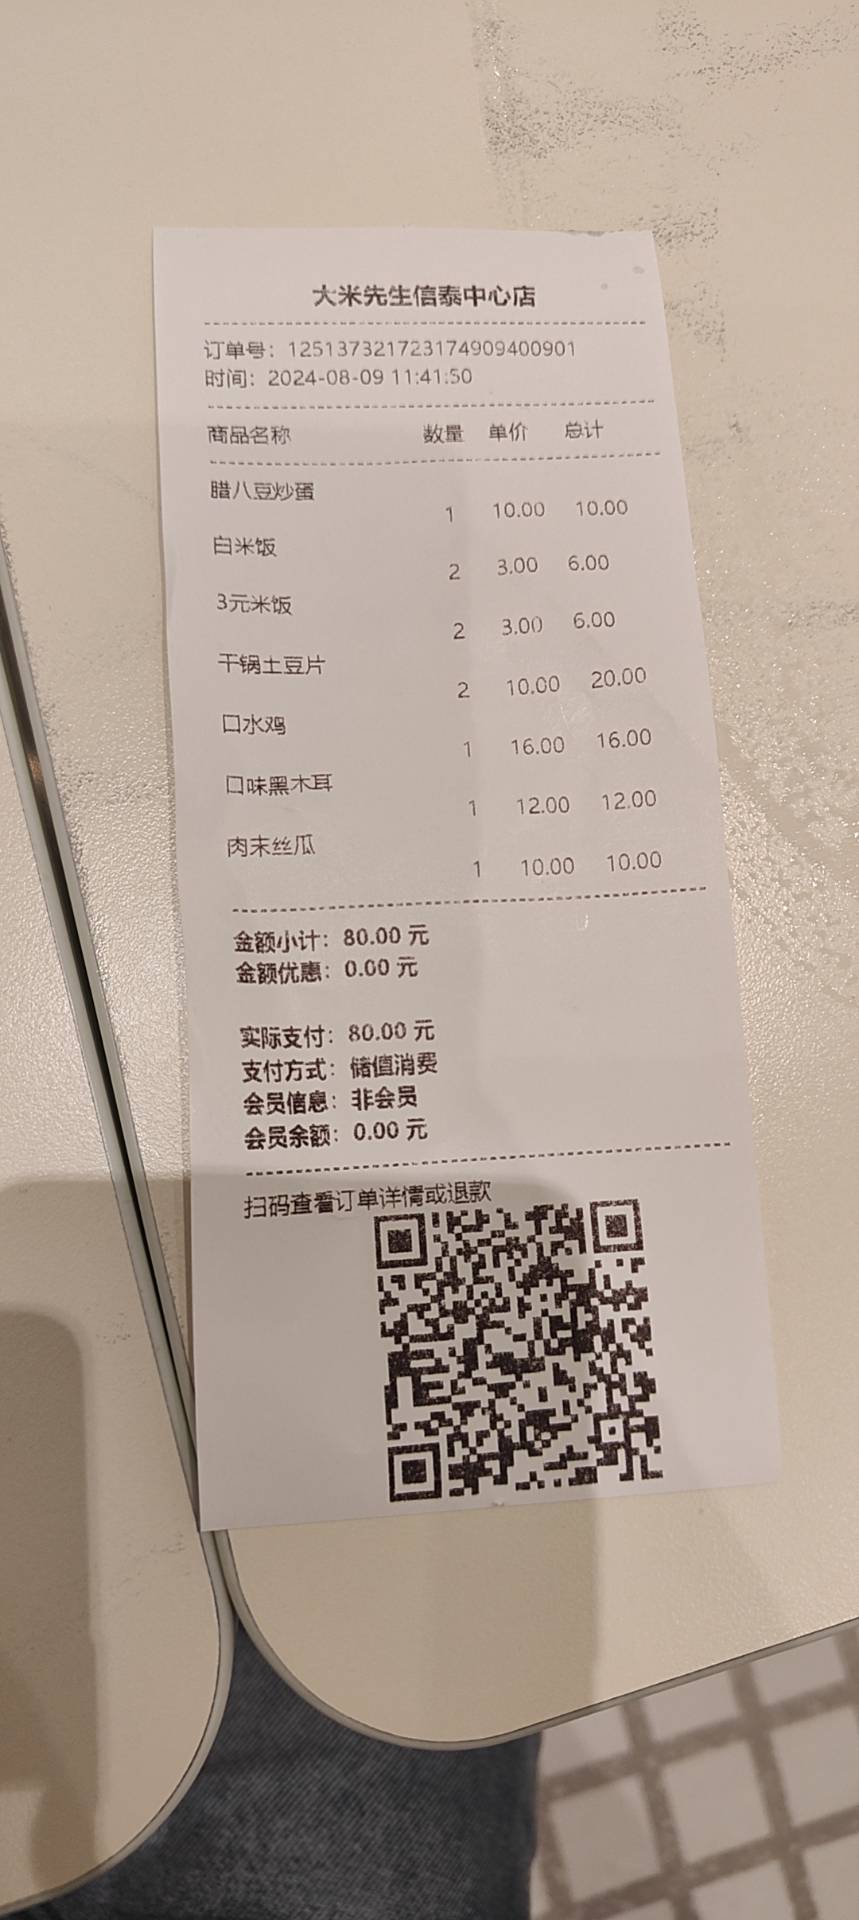 大米先生信泰中心店
订单号：125137321723174909400901
时间：2024-08-09 11:41:50
商品名称 数量 单价 总计
腊八豆炒蛋
1 10.00 10.00
白米饭
2 3.00 6.00
3元米饭
2 3.00 6.00
干锅土豆片
2 10.00 20.00
口水鸡
1 16.00 16.00
口味黑木耳
1 12.00 12.00
肉末丝瓜
1 10.00 10.00
金额小计：80.00 元
金额优惠：0.00 元
实际支付：80.00 元
支付方式：储值消费
会员信息：非会员
会员余额：0.00 元
扫码查看订单详情或退款